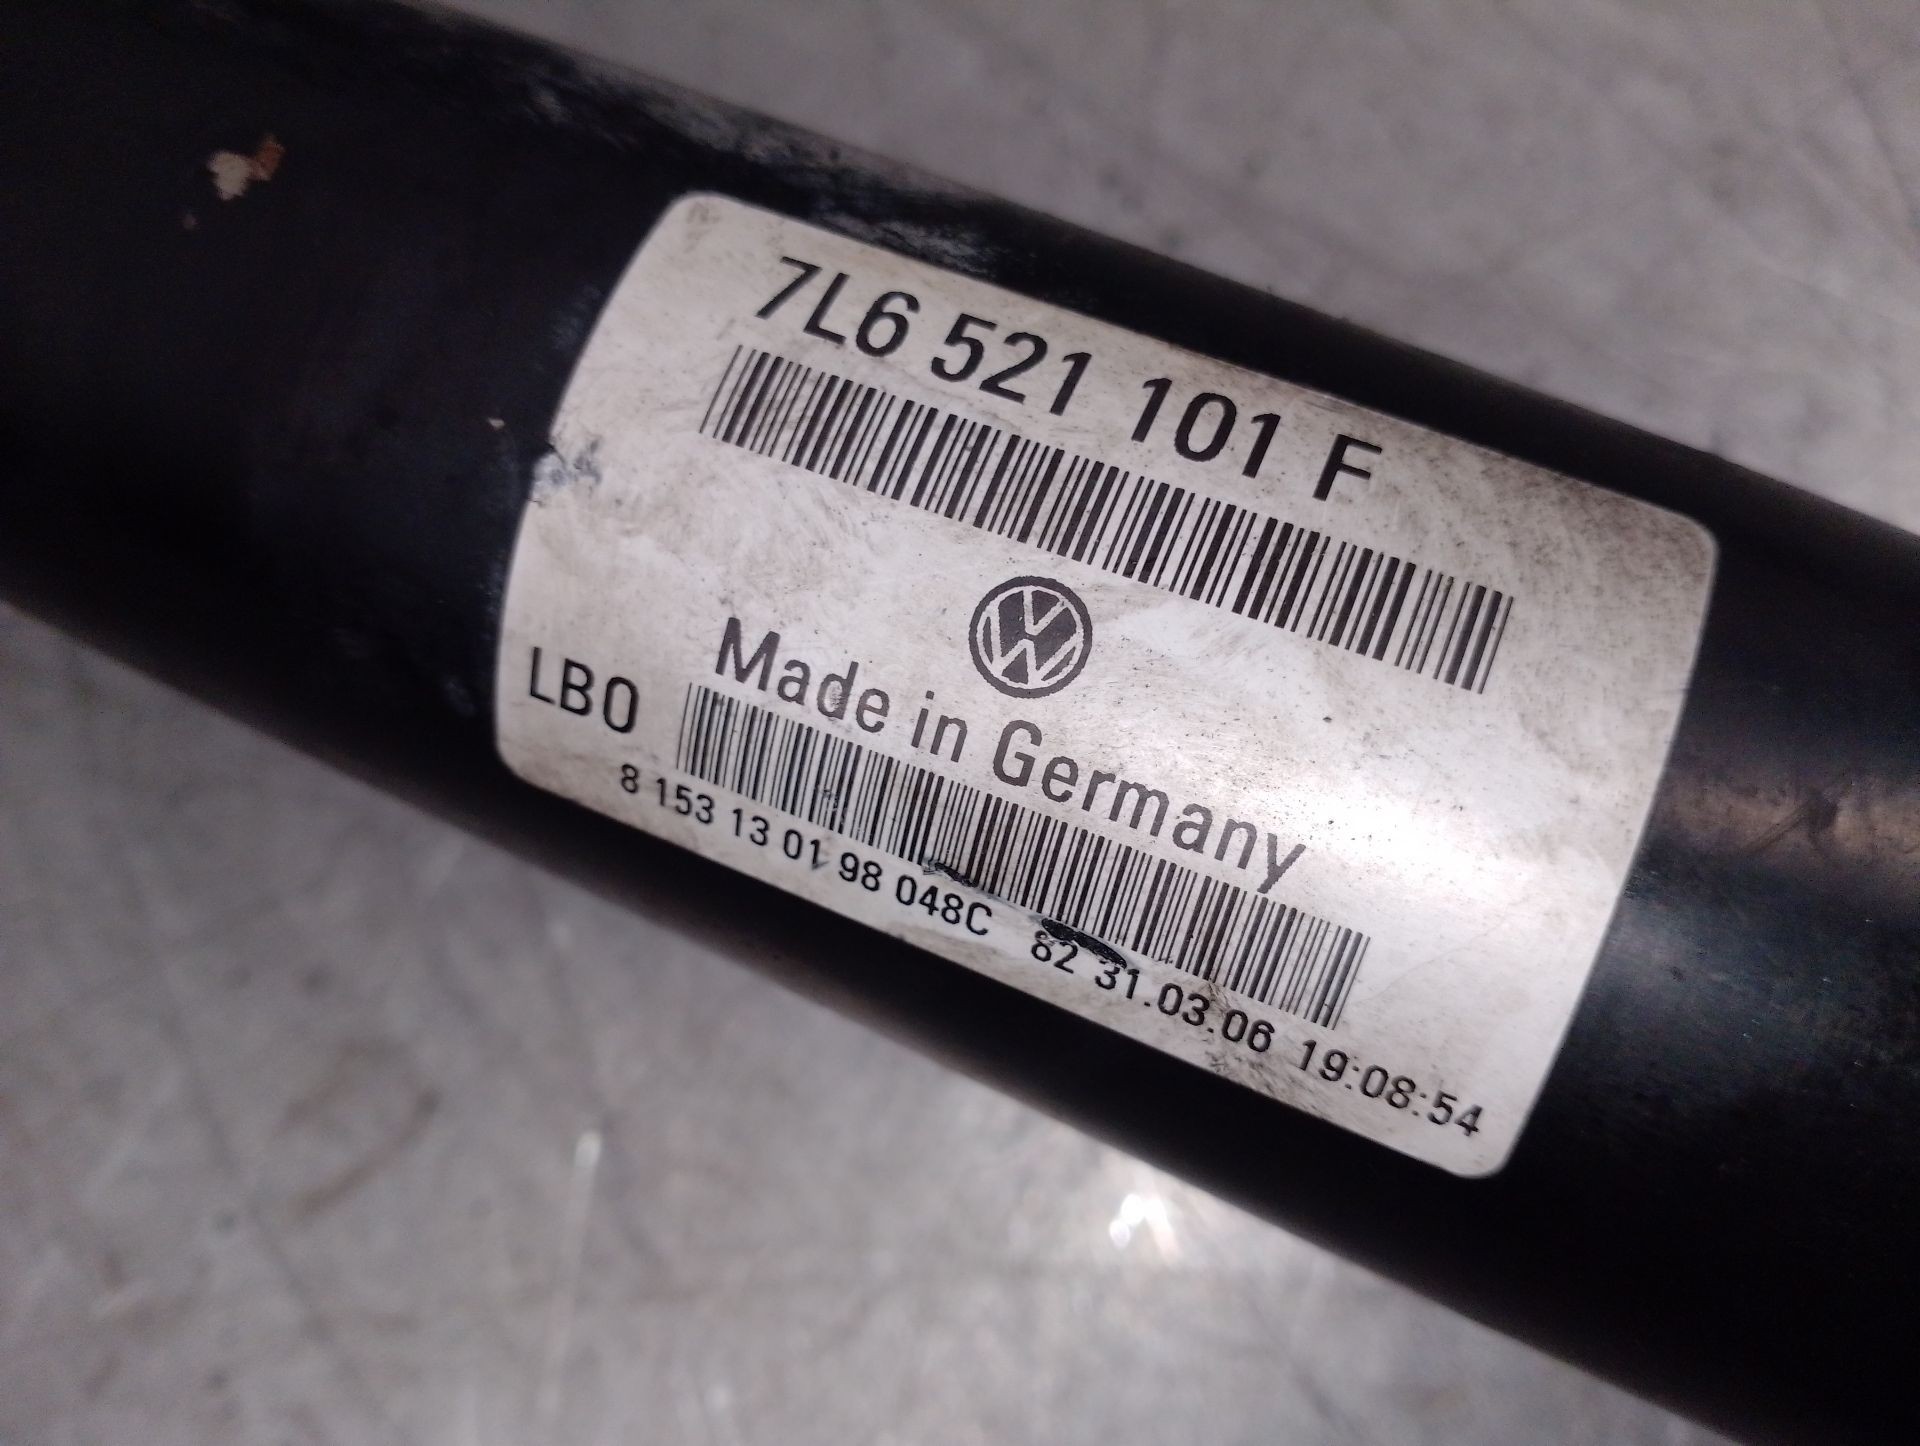 7L6 521 101 F
Made in Germany
LB0
8 153 13 01 98 048C 82 31.03.06 19:08:54